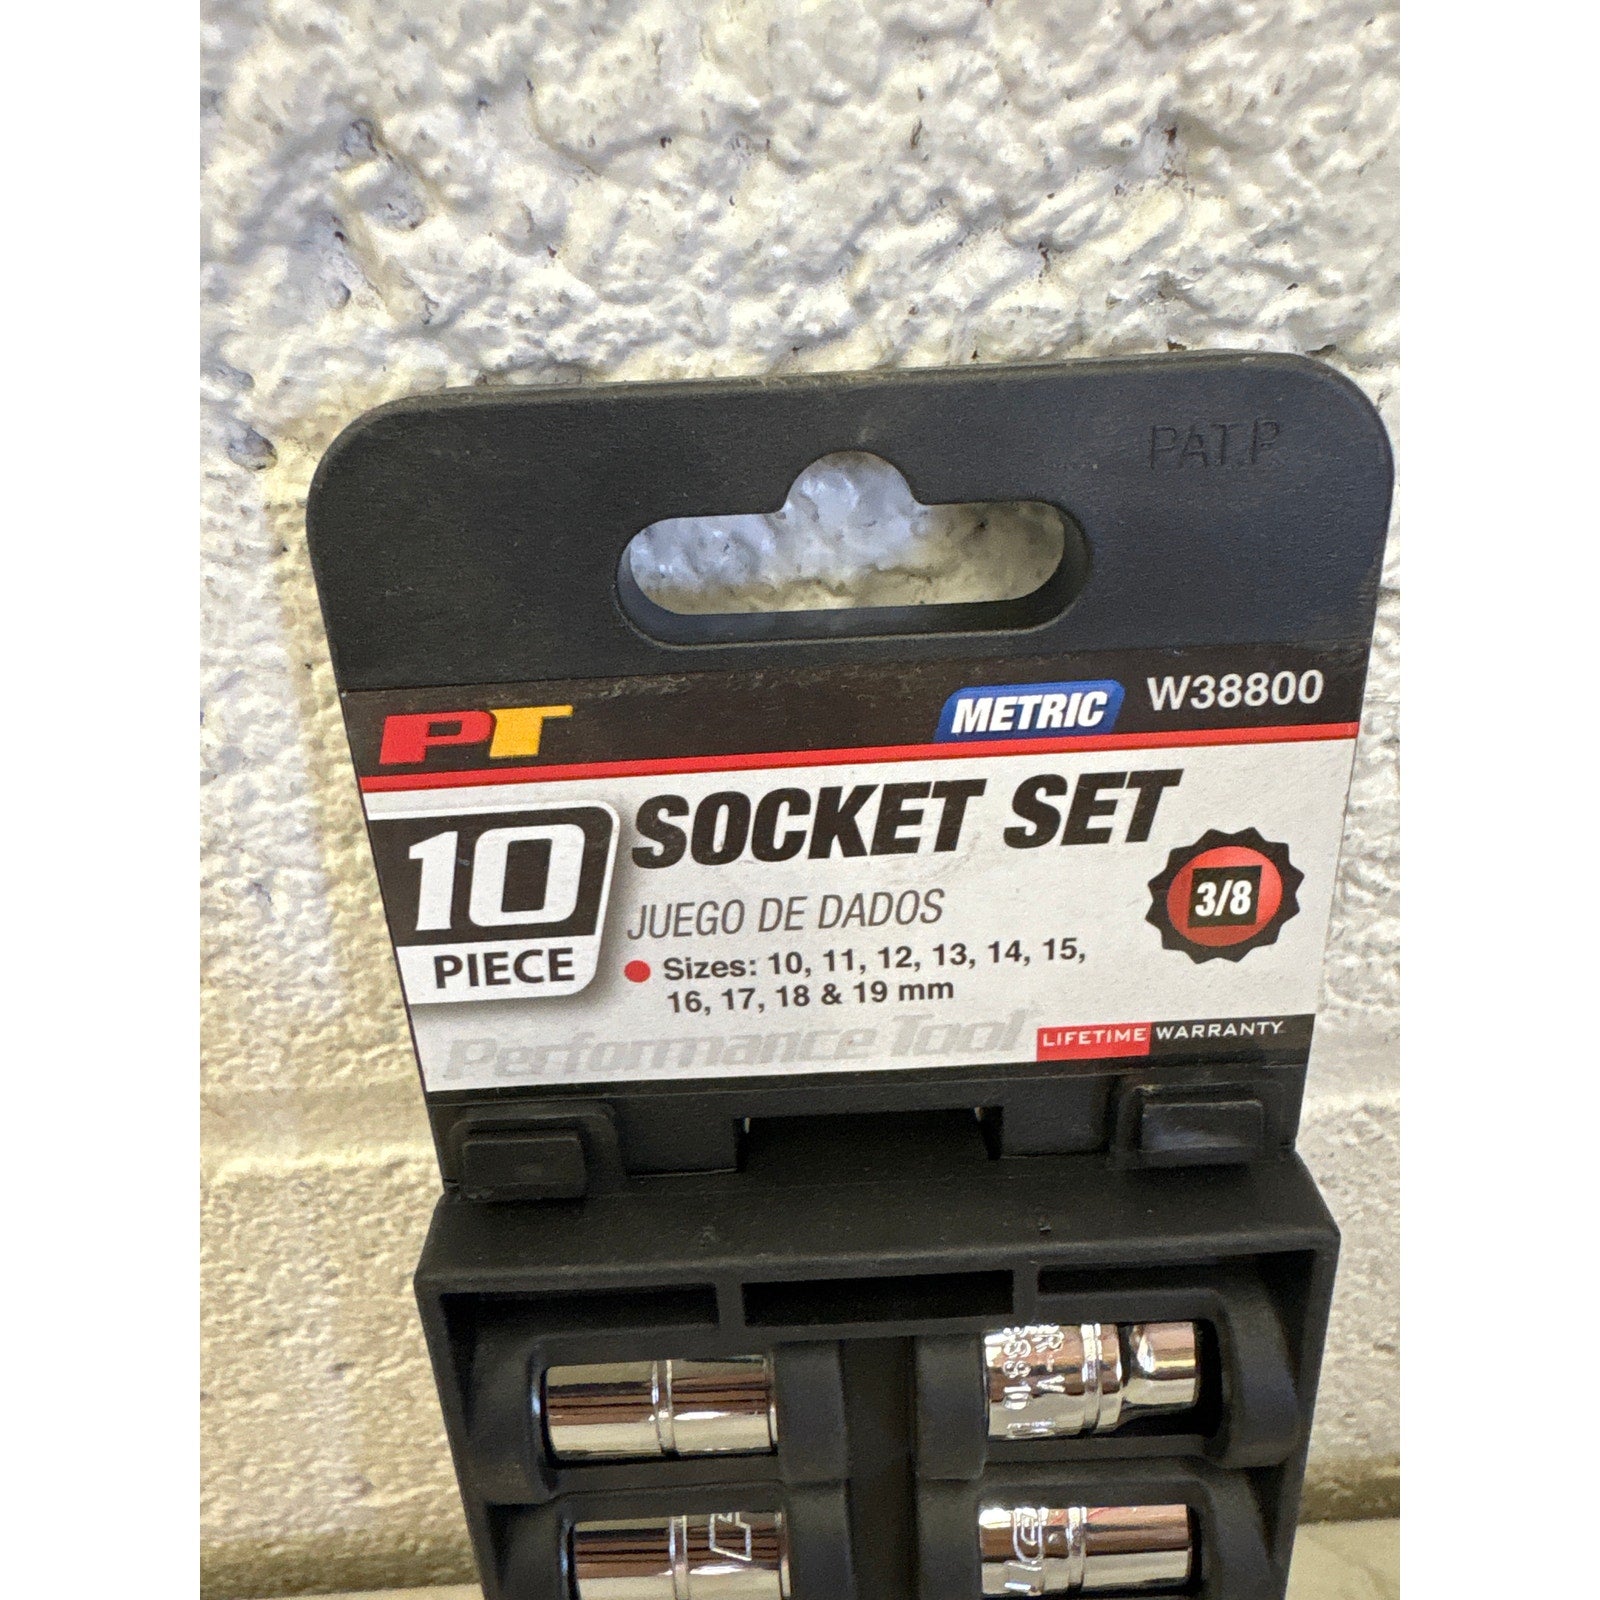 PAT.P
PT METRIC W38800
10 PIECE
SOCKET SET
3/8
JUEGO DE DADOS
Sizes: 10, 11, 12, 13, 14, 15,
16, 17, 18 & 19 mm
Performance Tool LIFETIME WARRANTY